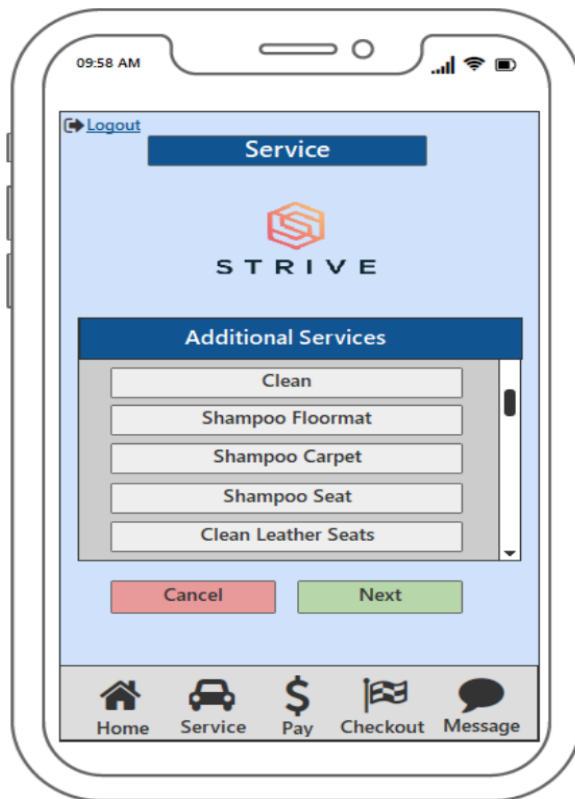 09:58 AM
Logout
Service
STRIVE
Additional Services
Clean
Shampoo Floormat
Shampoo Carpet
Shampoo Seat
Clean Leather Seats
Cancel Next
Home Service Pay Checkout Message